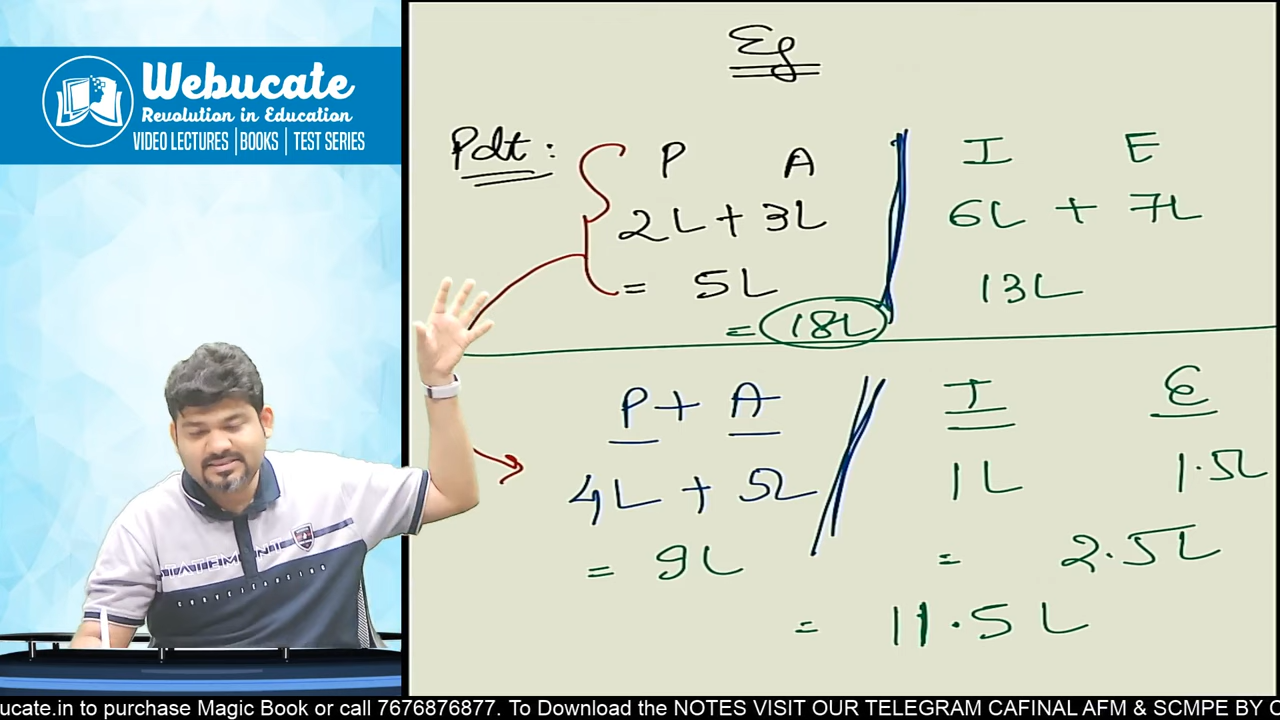 Webucate
Revolution in Education
VIDEO LECTURES | BOOKS | TEST SERIES
Eg
Pdt :
P A
2L + 3L
= 5L
I E
6L + 7L
13L
= 18L
P + A
4L + 5L
= 9L
I E
1L 1.5L
= 2.5L
= 11.5L
STATEMENT
ucate.in to purchase Magic Book or call 7676876877. To Download the NOTES VISIT OUR TELEGRAM CAFINAL AFM & SCMPE BY C